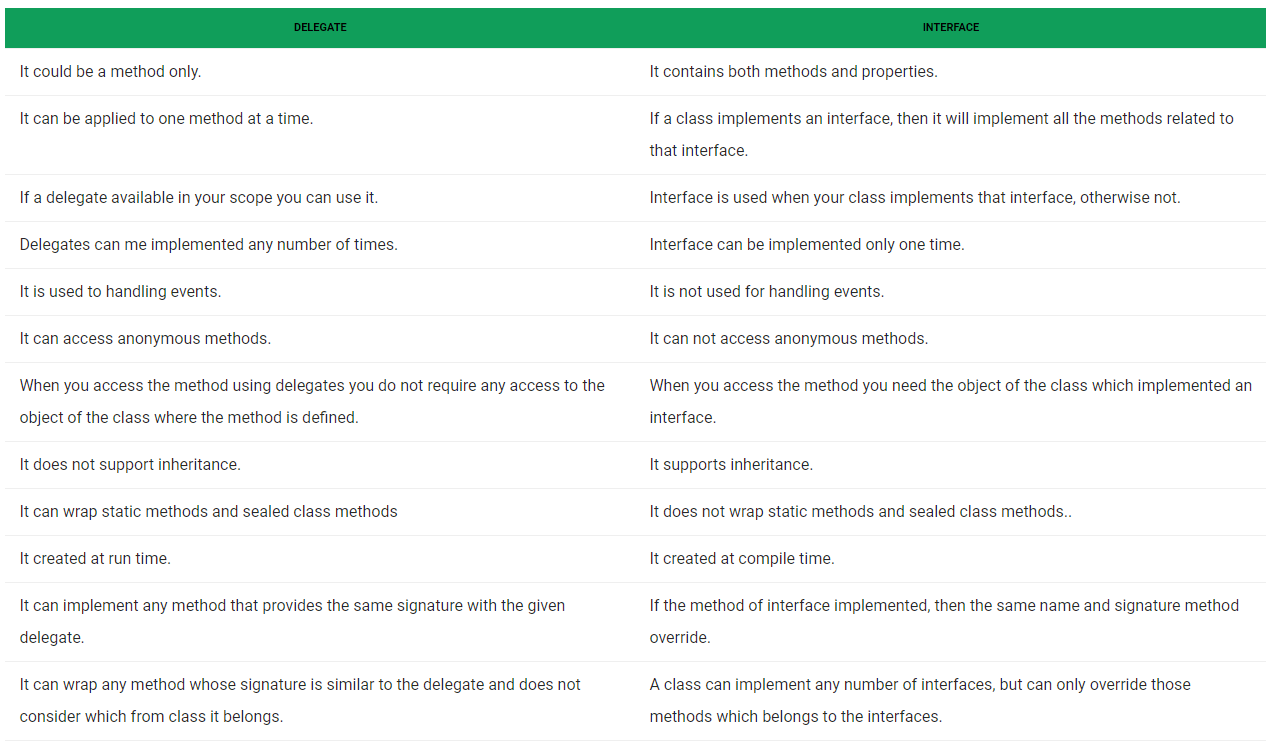 DELEGATE INTERFACE
It could be a method only. It contains both methods and properties.
It can be applied to one method at a time. If a class implements an interface, then it will implement all the methods related to
that interface.
If a delegate available in your scope you can use it. Interface is used when your class implements that interface, otherwise not.
Delegates can me implemented any number of times. Interface can be implemented only one time.
It is used to handling events. It is not used for handling events.
It can access anonymous methods. It can not access anonymous methods.
When you access the method using delegates you do not require any access to the When you access the method you need the object of the class which implemented an
object of the class where the method is defined. interface.
It does not support inheritance. It supports inheritance.
It can wrap static methods and sealed class methods It does not wrap static methods and sealed class methods..
It created at run time. It created at compile time.
It can implement any method that provides the same signature with the given If the method of interface implemented, then the same name and signature method
delegate. override.
It can wrap any method whose signature is similar to the delegate and does not A class can implement any number of interfaces, but can only override those
consider which from class it belongs. methods which belongs to the interfaces.